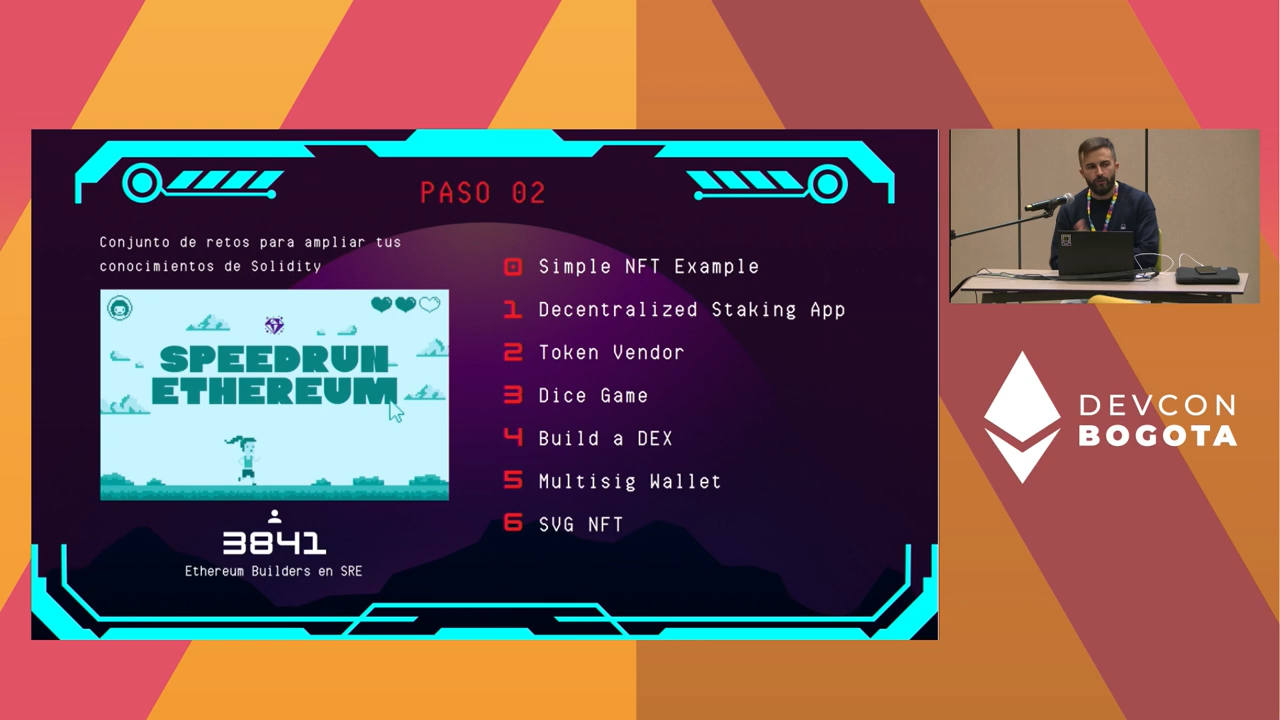 PASO 02
Conjunto de retos para ampliar tus
conocimientos de Solidity
SPEEDRUN
ETHEREUM
3841
Ethereum Builders en SRE
0 Simple NFT Example
1 Decentralized Staking App
2 Token Vendor
3 Dice Game
4 Build a DEX
5 Multisig Wallet
6 SVG NFT
DEVCON
BOGOTA